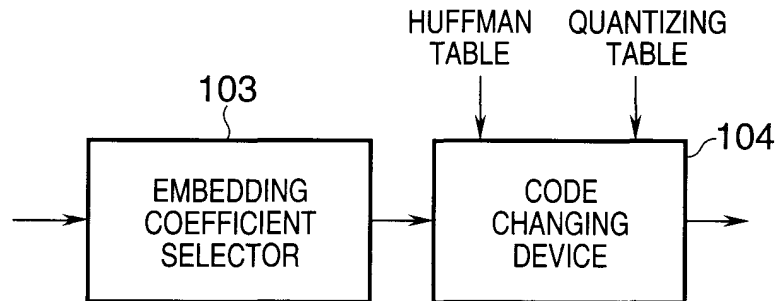 HUFFMAN
TABLE
QUANTIZING
TABLE
103
104
EMBEDDING
COEFFICIENT
SELECTOR
CODE
CHANGING
DEVICE